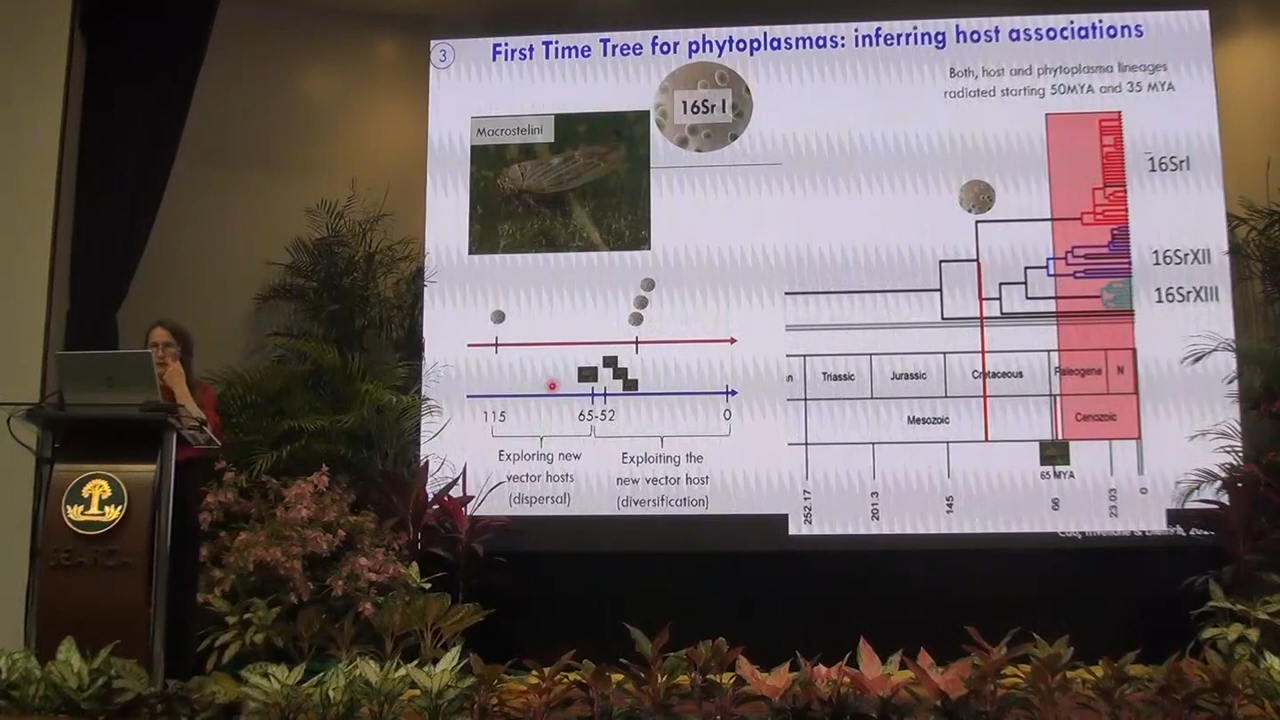 3
First Time Tree for phytoplasmas: inferring host associations
Both, host and phytoplasma lineages
radiated starting 50MYA and 35 MYA
16Sr I
Macrostelini
16SrI
16SrXII
16SrXIII
115
65-52
0
Exploring new
vector hosts
(dispersal)
Exploiting the
new vector host
(diversification)
Triassic
Jurassic
Cretaceous
Paleogene
N
Mesozoic
Cenozoic
65 MYA
252.17
201.3
145
66
23.03
0
SEARCA